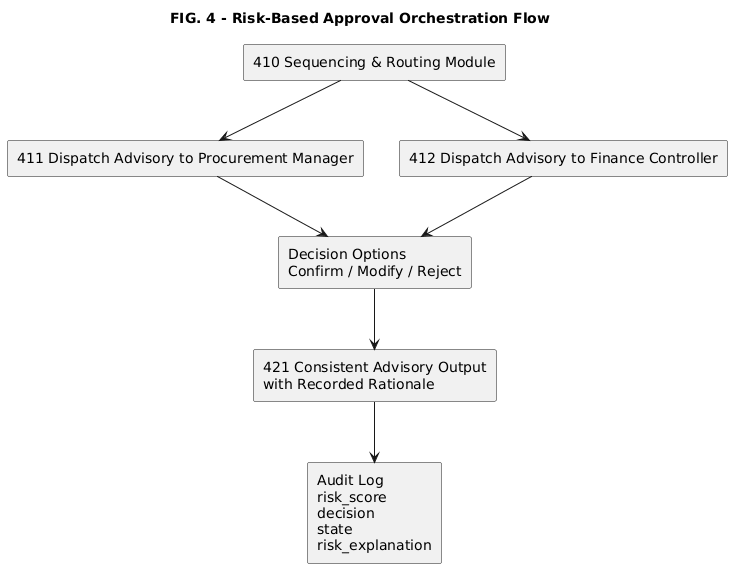 FIG. 4 - Risk-Based Approval Orchestration Flow
410 Sequencing & Routing Module
411 Dispatch Advisory to Procurement Manager
412 Dispatch Advisory to Finance Controller
Decision Options
Confirm / Modify / Reject
421 Consistent Advisory Output
with Recorded Rationale
Audit Log
risk_score
decision
state
risk_explanation